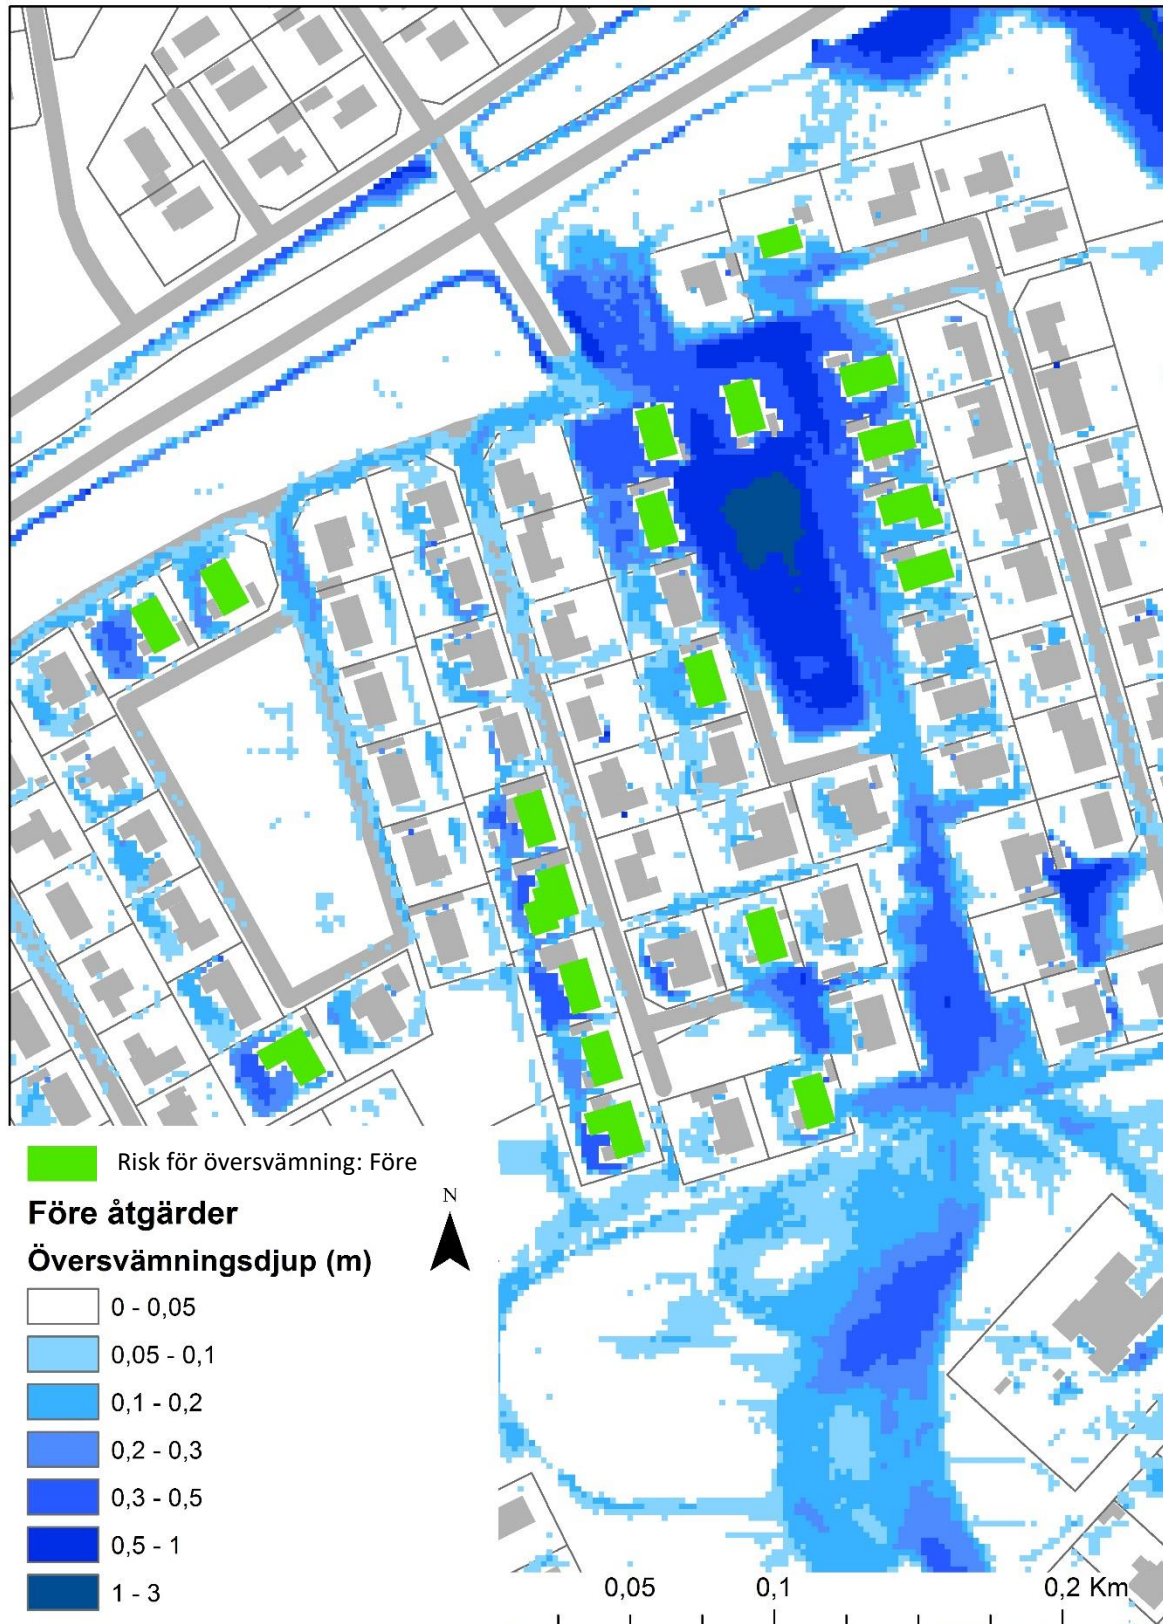 Risk för översvämning: Före
Före åtgärder
Översvämningsdjup (m)
0 - 0,05
0,05 - 0,1
0,1 - 0,2
0,2 - 0,3
0,3 - 0,5
0,5 - 1
1 - 3
N
0,05 0,1 0,2 Km